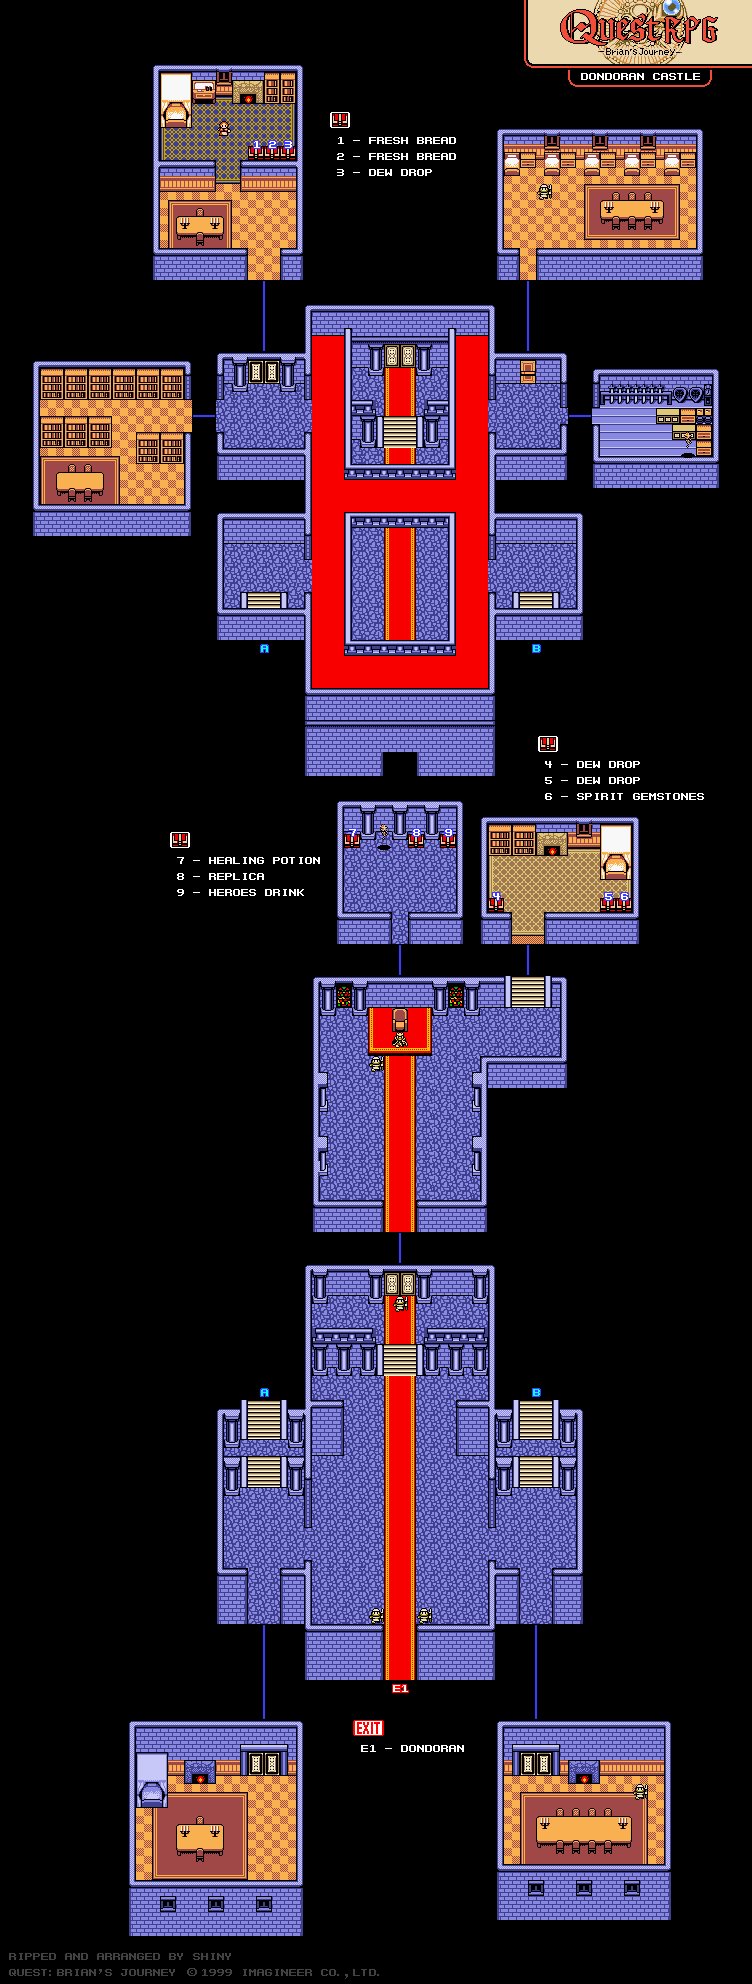 QUESTRPG
-Brian'sJourney-
DONDORAN CASTLE
1 - FRESH BREAD
2 - FRESH BREAD
3 - DEW DROP
1 2 3
A
B
4 - DEW DROP
5 - DEW DROP
6 - SPIRIT GEMSTONES
7 8 9
7 - HEALING POTION
8 - REPLICA
9 - HEROES DRINK
4 5 6
A
B
E1
EXIT
E1 - DONDORAN
RIPPED AND ARRANGED BY SHINY
QUEST: BRIAN'S JOURNEY © 1999 IMAGINEER CO.,LTD.